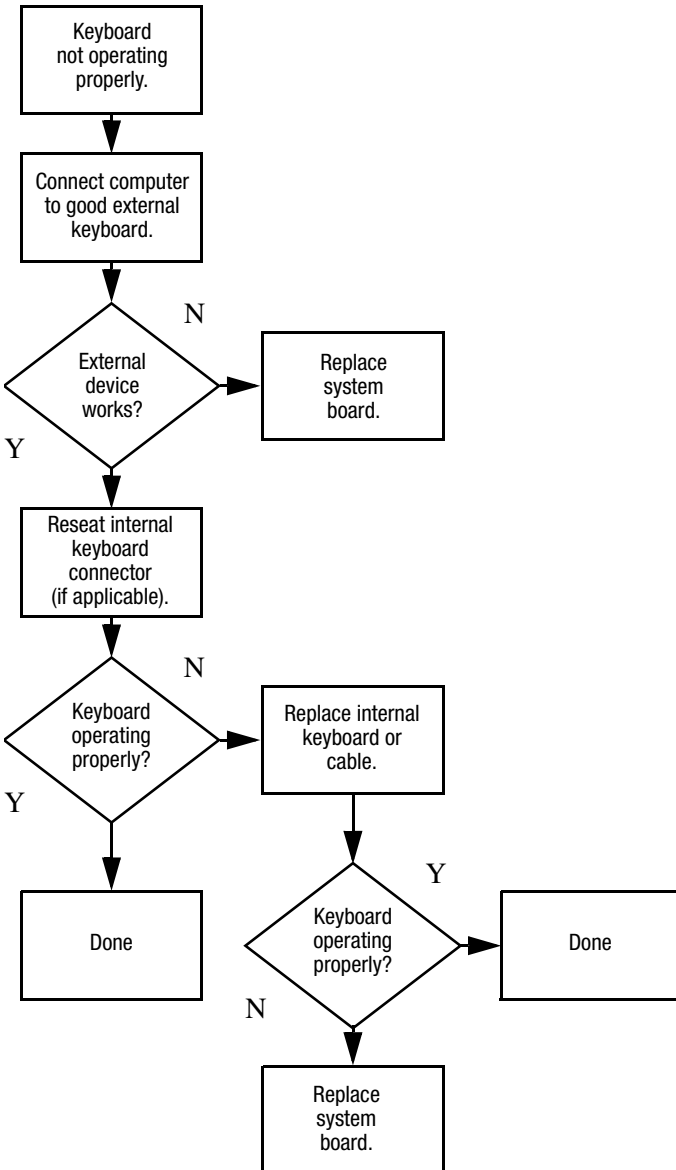 Keyboard
not operating
properly.
Connect computer
to good external
keyboard.
N
External
device
works?
Replace
system
board.
Y
Reseat internal
keyboard
connector
(if applicable).
N
Keyboard
operating
properly?
Replace internal
keyboard or
cable.
Y
Y
Done
Keyboard
operating
properly?
Done
N
Replace
system
board.